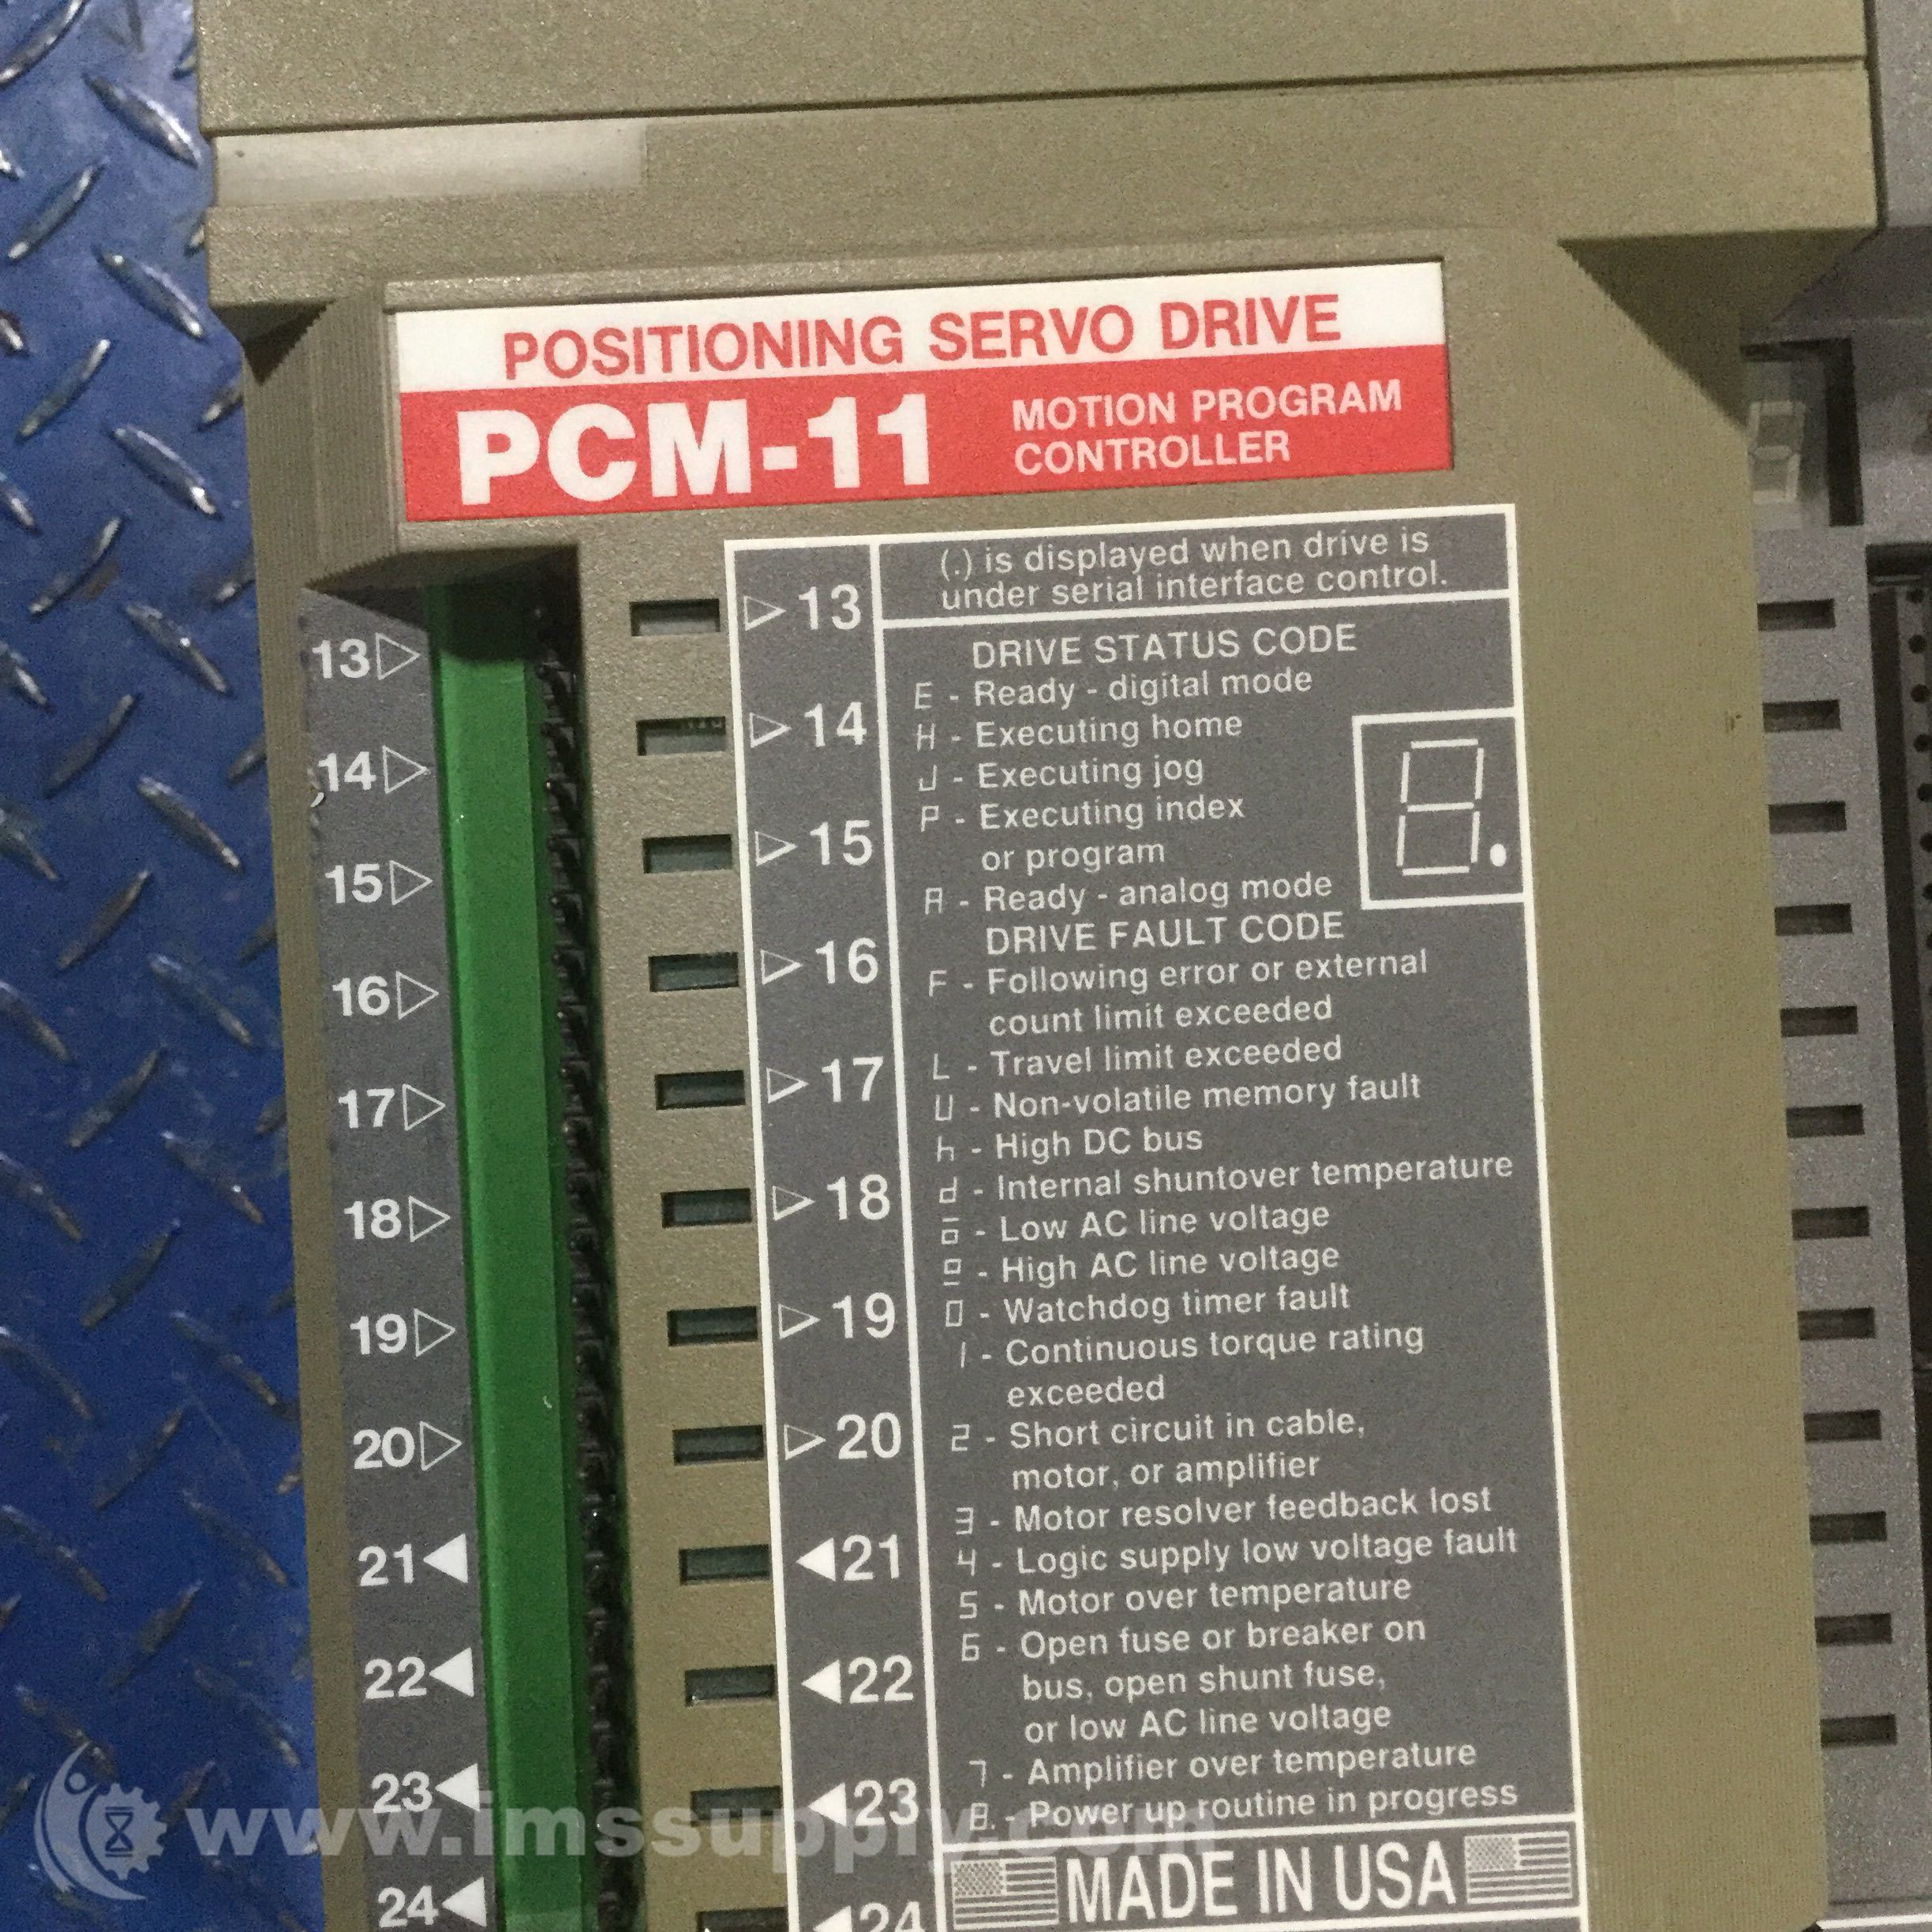 POSITIONING SERVO DRIVE
PCM-11 MOTION PROGRAM
CONTROLLER
13
14
15
16
17
18
19
20
21
22
23
24
13
14
15
16
17
18
19
20
21
22
23
24
(.) is displayed when drive is
under serial interface control.
DRIVE STATUS CODE
E - Ready - digital mode
H - Executing home
J - Executing jog
P - Executing index
or program
A - Ready - analog mode
8.
DRIVE FAULT CODE
F - Following error or external
count limit exceeded
L - Travel limit exceeded
U - Non-volatile memory fault
h - High DC bus
d - Internal shuntover temperature
- Low AC line voltage
- High AC line voltage
0 - Watchdog timer fault
1 - Continuous torque rating
exceeded
2 - Short circuit in cable,
motor, or amplifier
3 - Motor resolver feedback lost
4 - Logic supply low voltage fault
5 - Motor over temperature
6 - Open fuse or breaker on
bus, open shunt fuse,
or low AC line voltage
7 - Amplifier over temperature
8. - Power up routine in progress
MADE IN USA
www.imssupply.com